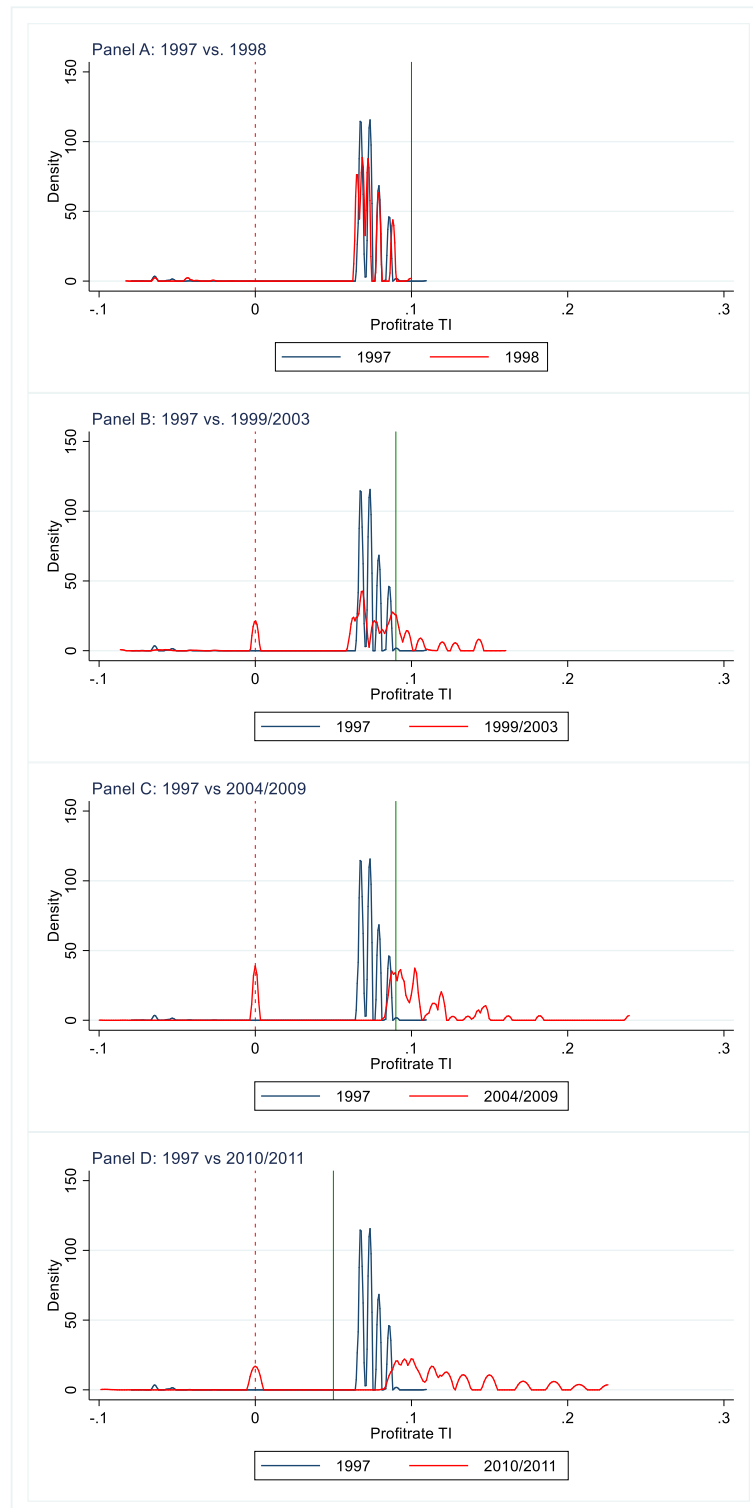 Panel A: 1997 vs. 1998
150
100
50
0
Density
-.1 0 .1 .2 .3
Profitrate TI
1997 1998
Panel B: 1997 vs. 1999/2003
150
100
50
0
Density
-.1 0 .1 .2 .3
Profitrate TI
1997 1999/2003
Panel C: 1997 vs 2004/2009
150
100
50
0
Density
-.1 0 .1 .2 .3
Profitrate TI
1997 2004/2009
Panel D: 1997 vs 2010/2011
150
100
50
0
Density
-.1 0 .1 .2 .3
Profitrate TI
1997 2010/2011